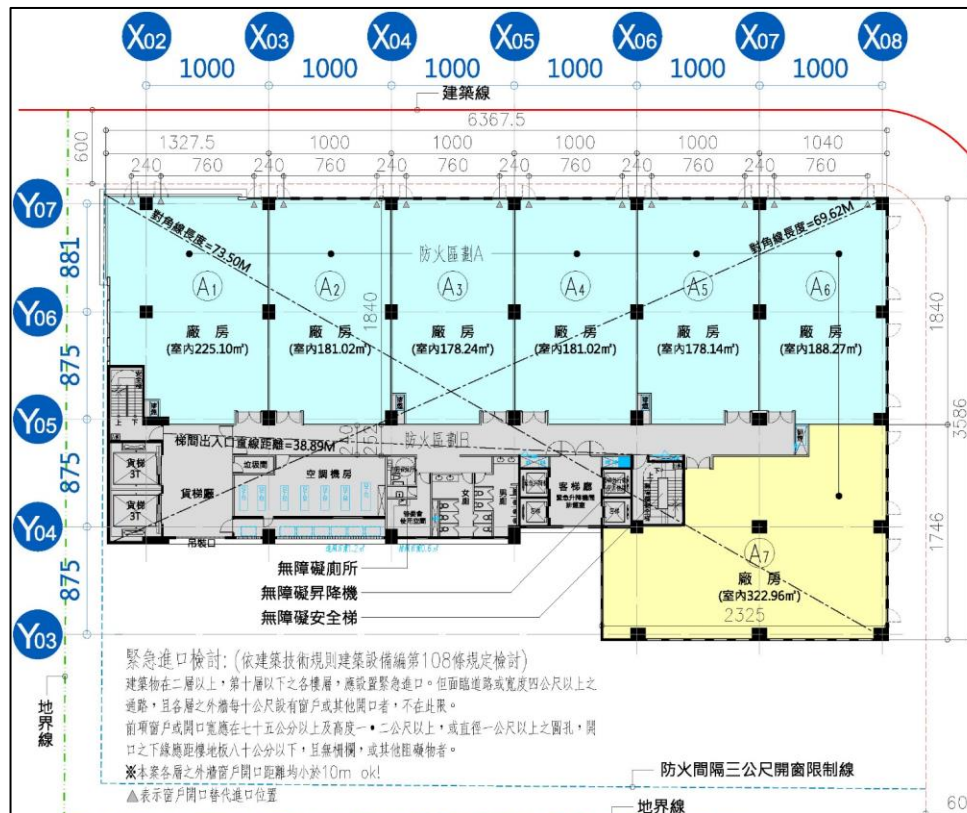 X02 X03 X04 X05 X06 X07 X08
1000 1000 1000 1000 1000 1000
建築線
6367.5
600
1327.5 1000 1000 1000 1000 1040
240 760 240 760 240 760 240 760 240 760 240 760
Y07
881
Y06
875
Y05
875
Y04
875
Y03
對角線長度=73.50M
對角線長度=69.62M
防火區劃A
A1 A2 A3 A4 A5 A6
1840
1840
3586
1746
廠房 廠房 廠房 廠房 廠房 廠房
(室內225.10㎡) (室內181.02㎡) (室內178.24㎡) (室內181.02㎡) (室內178.14㎡) (室內188.27㎡)
上 下
梯間出入口直線距離=38.89M
防火區劃B
250
252
垃圾間
空調機房
貨梯
3T
貨梯廳
貨梯
3T
女廁
男廁
客梯廳
吊裝口
A7
廠房
(室內322.96㎡)
2325
無障礙廁所
無障礙昇降機
無障礙安全梯
緊急進口檢討: (依建築技術規則建築設備編第108條規定檢討)
建築物在二層以上，第十層以下之各樓層，應設置緊急進口。但面臨道路或寬度四公尺以上之
通路，且各層之外牆每十公尺設有窗戶或其他開口者，不在此限。
前項窗戶或開口寬應在七十五公分以上及高度一•二公尺以上，或直徑一公尺以上之圓孔，開
口之下緣應距樓地板八十公分以下，且無柵欄，或其他阻礙物者。
※本案各層之外牆窗戶開口距離均小於10m ok!
▲表示窗戶開口替代進口位置
地界線
防火間隔三公尺開窗限制線
地界線
60